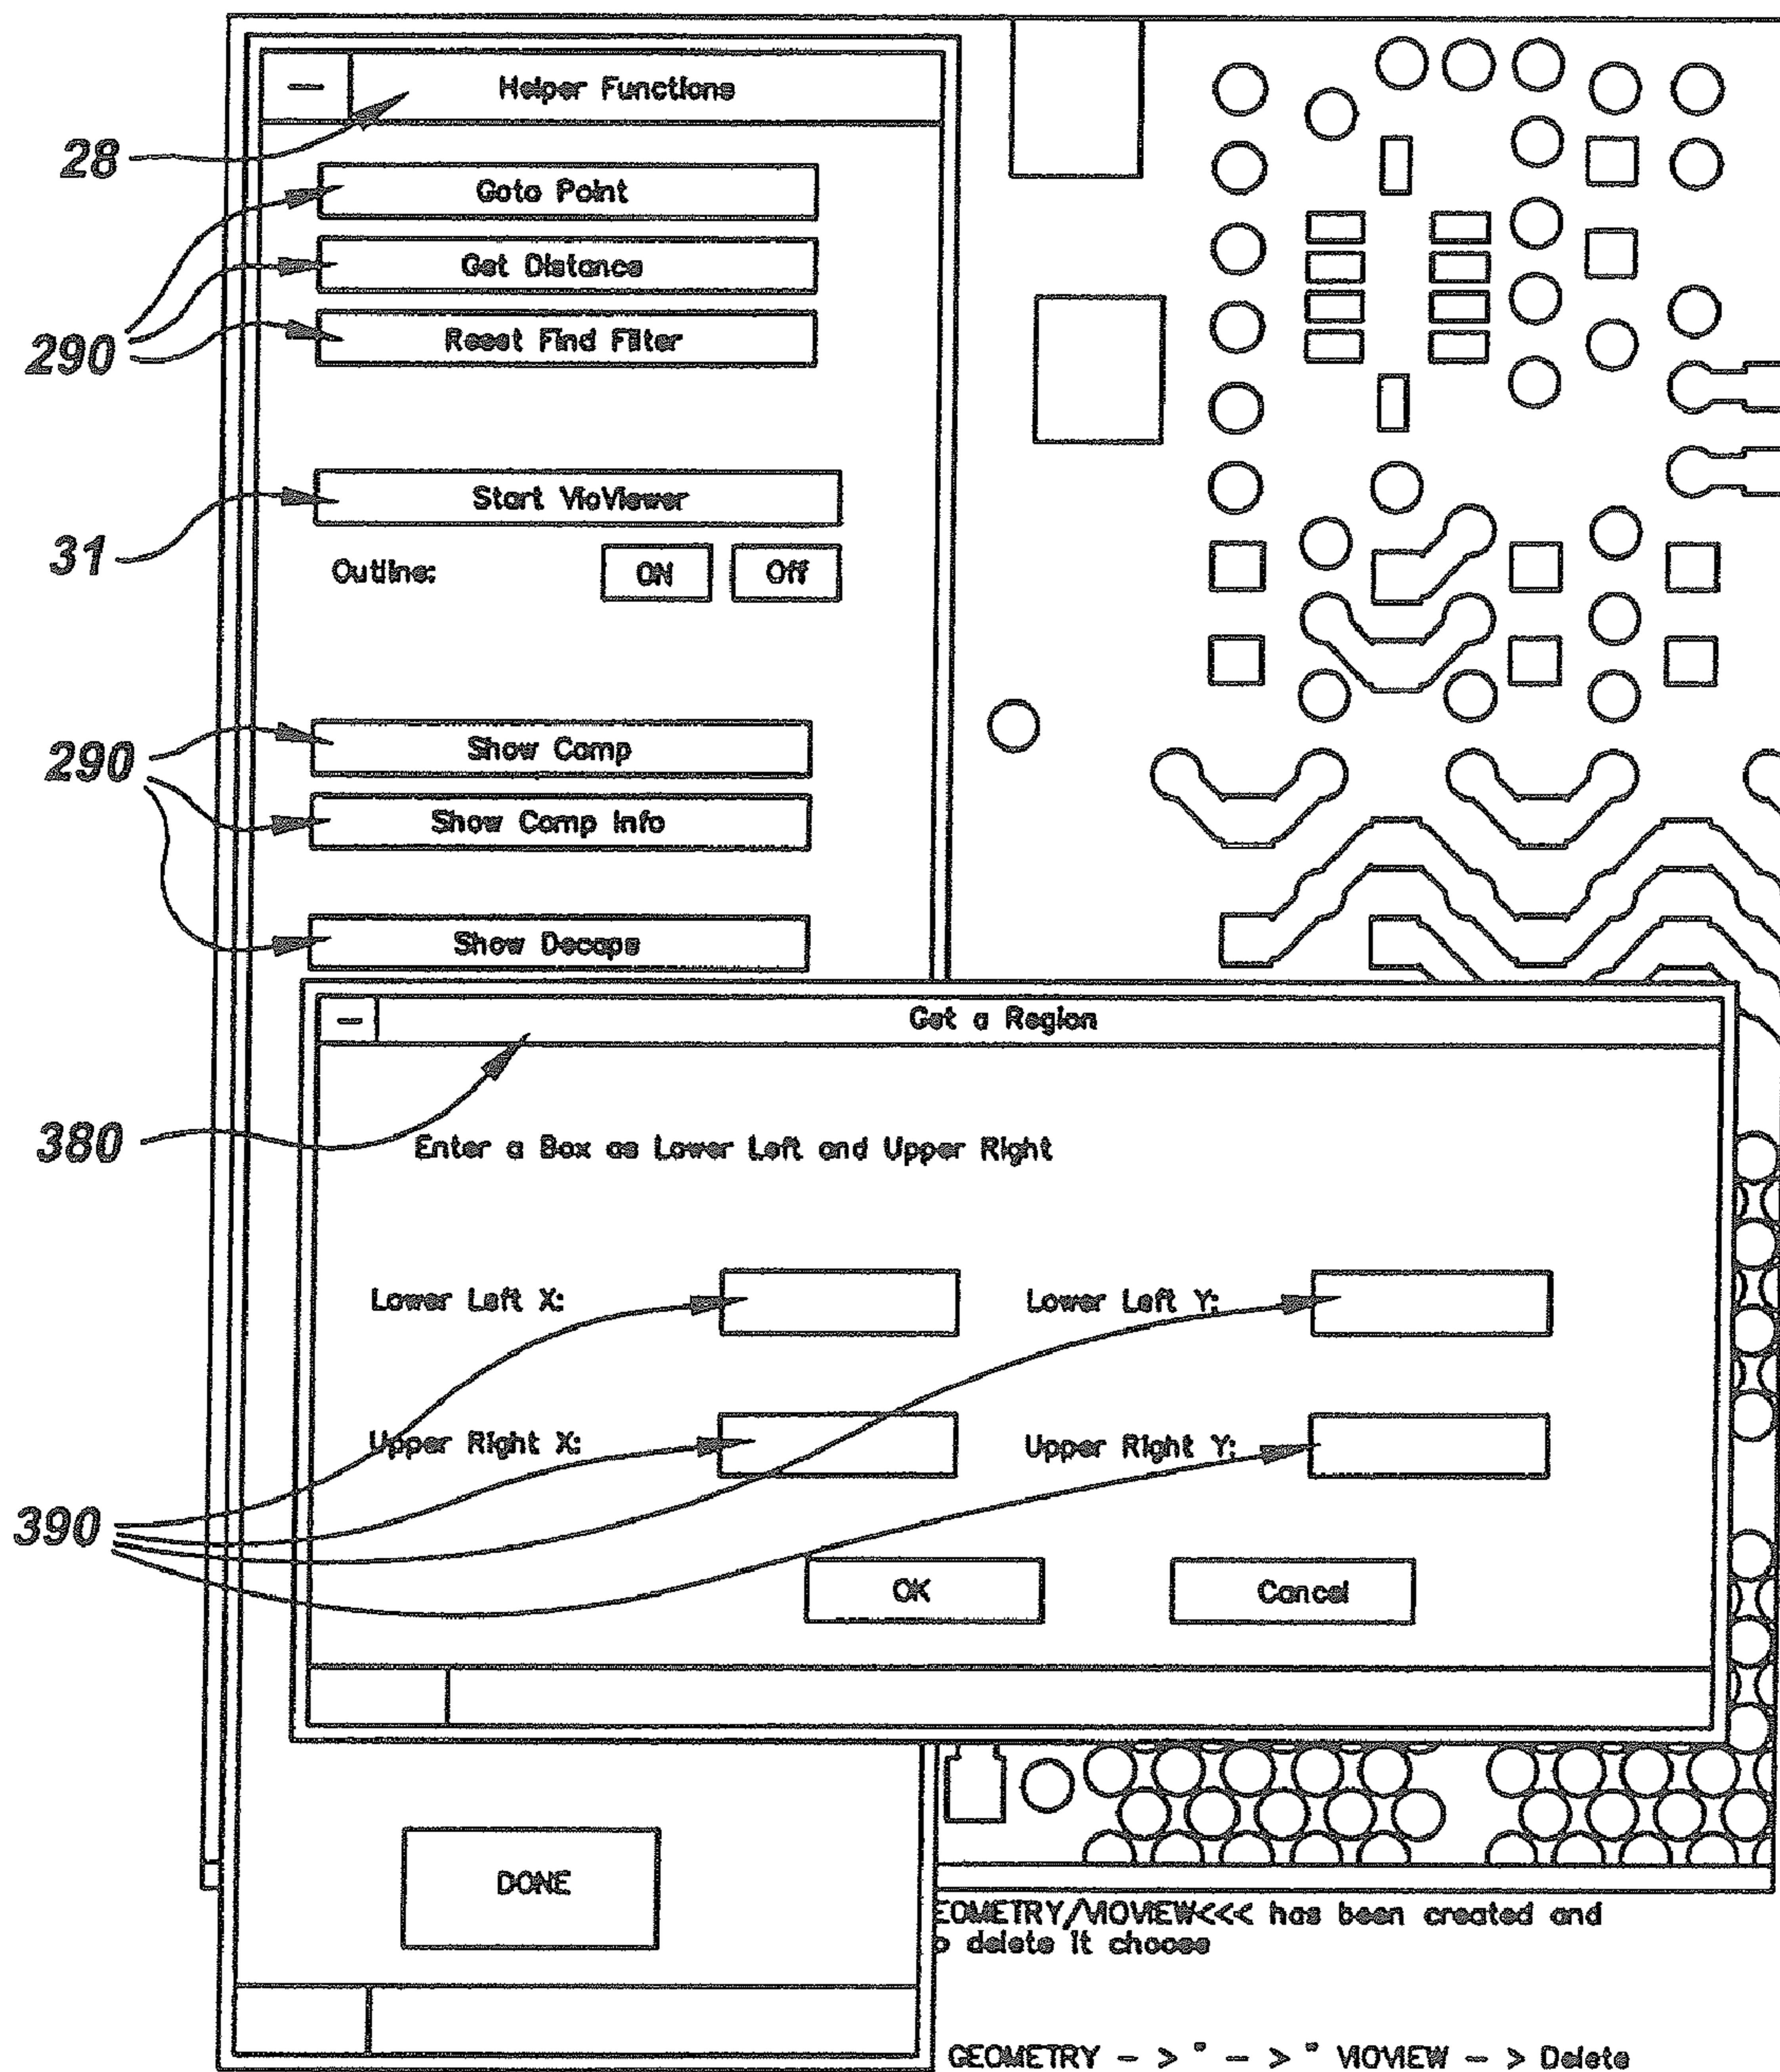 Helper Functions
28
Goto Point
Get Distance
290
Reset Find Filter
Start VioViewer
31
Outline: ON Off
290
Show Comp
Show Comp Info
Show Decaps
Get a Region
380
Enter a Box as Lower Left and Upper Right
Lower Left X: Lower Left Y:
Upper Right X: Upper Right Y:
390
OK Cancel
DONE
EOMETRY/VIOVIEW<<< has been created and
o delete it choose
GEOMETRY - > " - > " VIOVIEW - > Delete